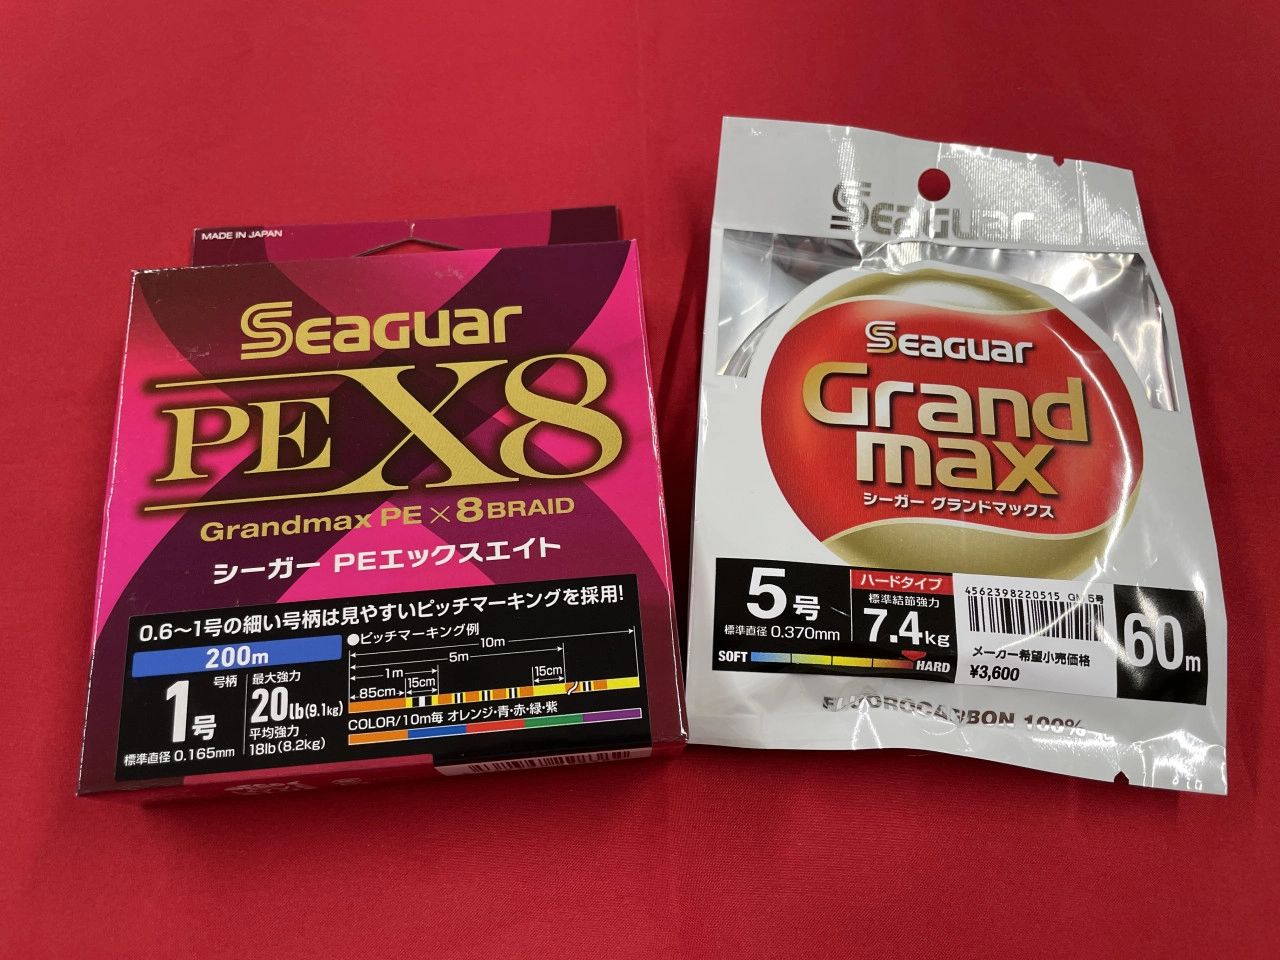 MADE IN JAPAN
SEAGUAR
PEX8
Grandmax PE×8BRAID
シーガー PEエックスエイト
0.6〜1号の細い号柄は見やすいピッチマーキングを採用!
200m
号柄
1号
標準直径 0.165mm
最大強力
20lb(9.1kg)
平均強力
18lb(8.2kg)
●ピッチマーキング例
10m
5m
1m
15cm
15cm
85cm
COLOR/10m毎 オレンジ・青・赤・緑・紫
SEAGUAR
SEAGUAR
Grand
max
シーガー グランドマックス
5号
標準直径 0.370mm
ハードタイプ
標準結節強力
7.4kg
SOFT
HARD
4562398220515 GM 5号
メーカー希望小売価格
¥3,600
60m
FLUOROCARBON 100%